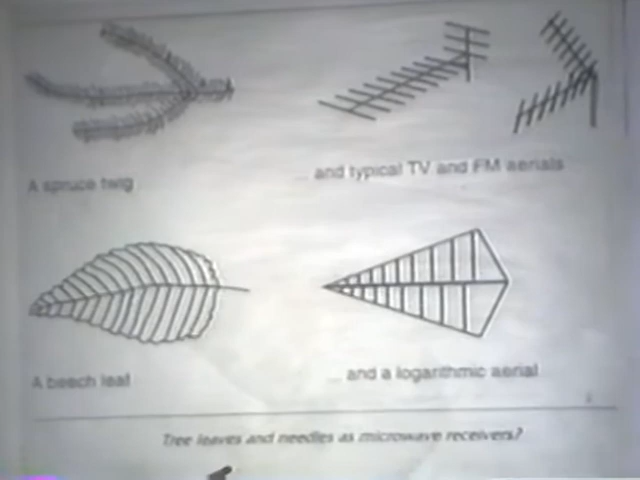 A spruce twig
... and typical TV and FM aerials
A beech leaf
... and a logarithmic aerial
Tree leaves and needles as microwave receivers?